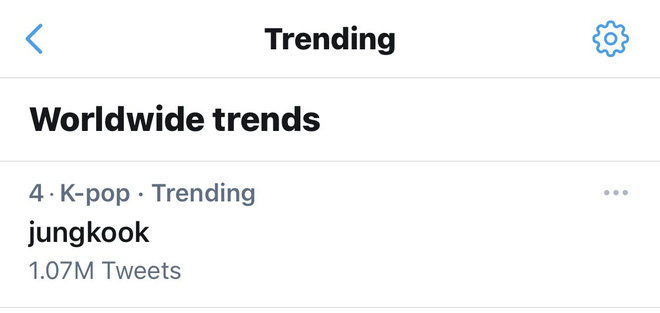 Trending
Worldwide trends
4 · K-pop · Trending
jungkook
1.07M Tweets